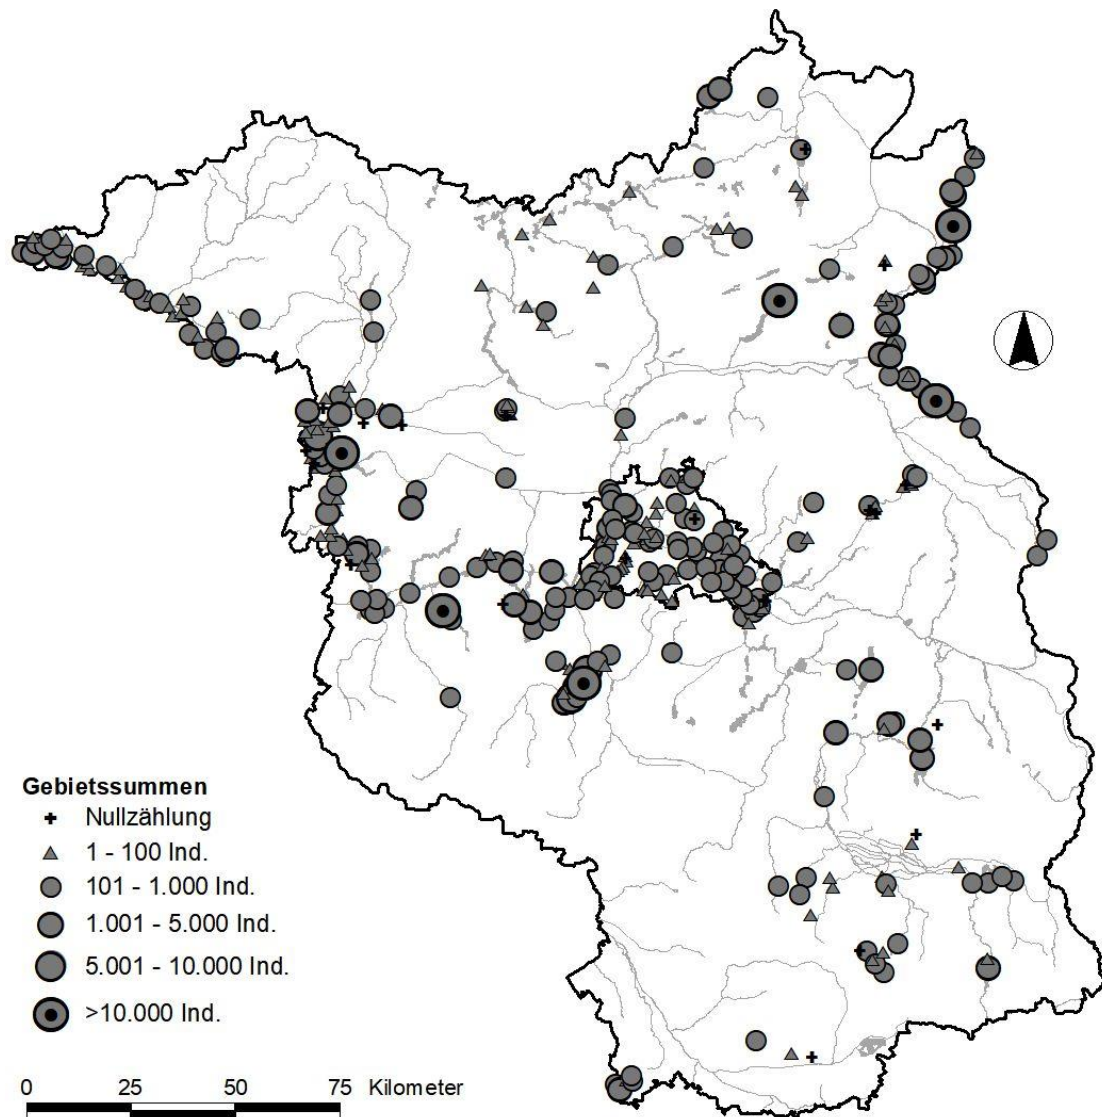 Gebietssummen
Nullzählung
1 - 100 Ind.
101 - 1.000 Ind.
1.001 - 5.000 Ind.
5.001 - 10.000 Ind.
>10.000 Ind.
0 25 50 75 Kilometer